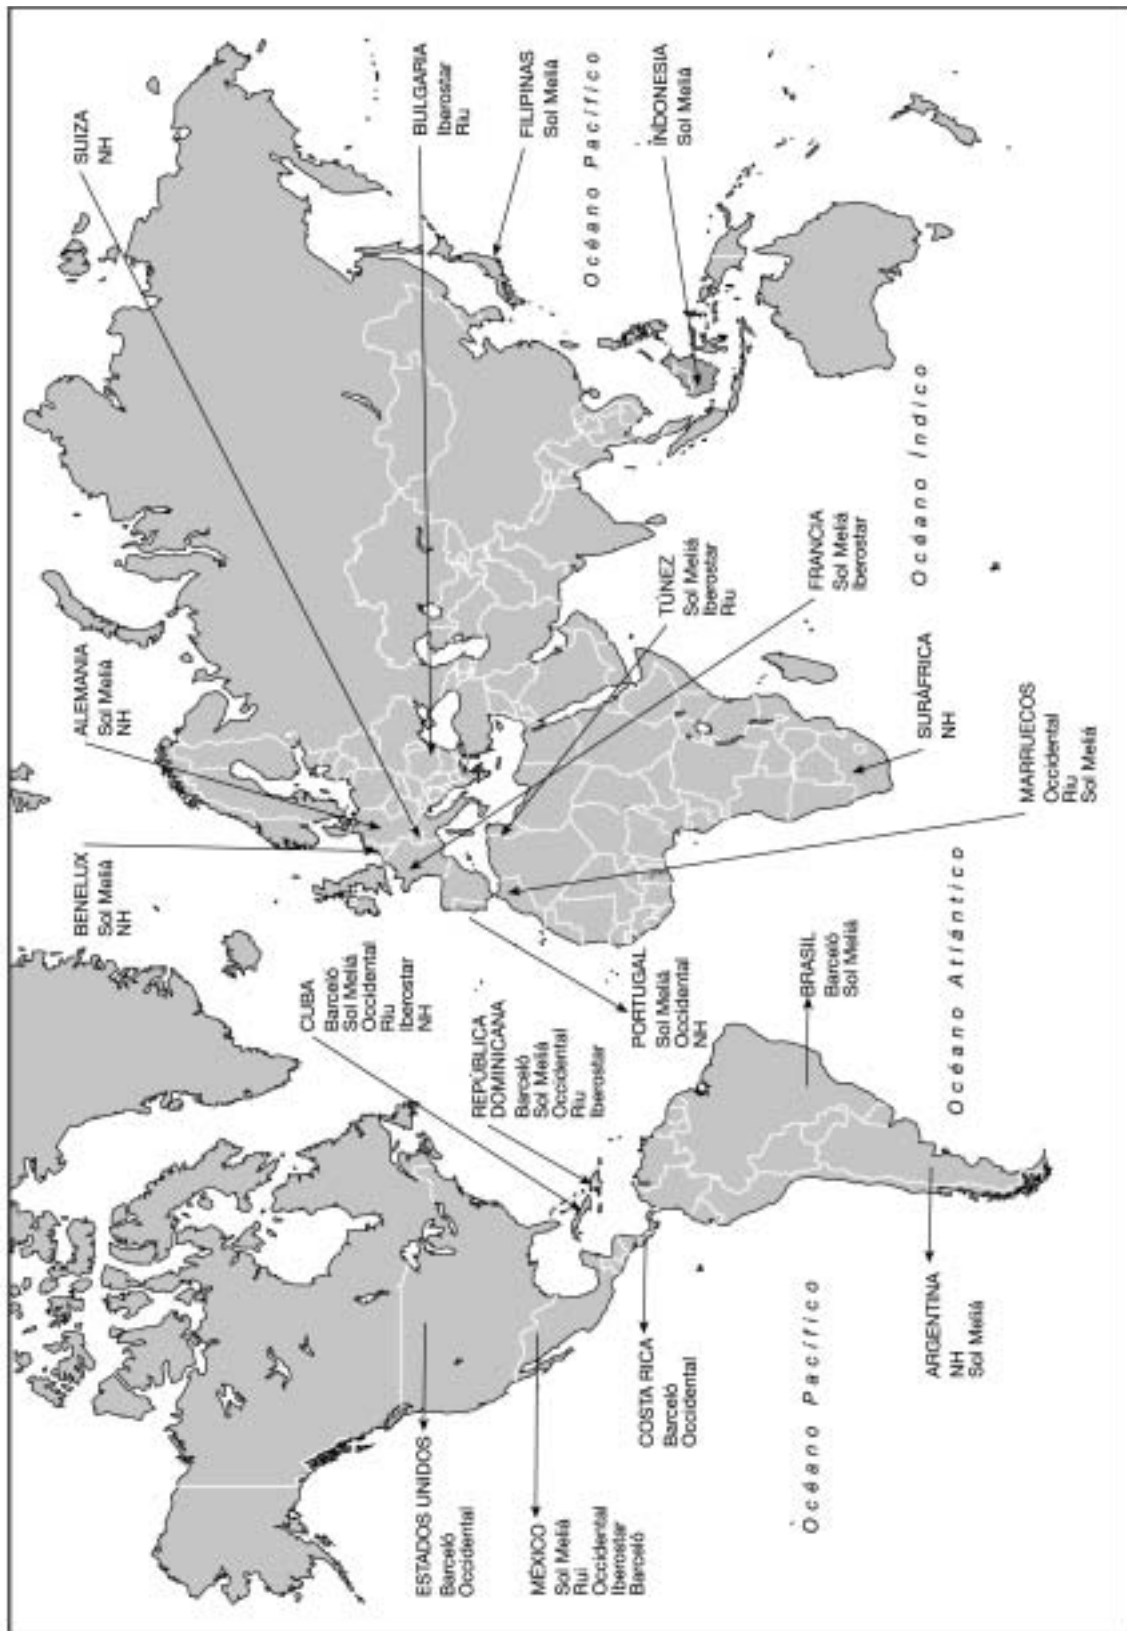 SUIZA
NH
BULGARIA
Iberostar
Riu
FILIPINAS
Sol Meliá
Océano Pacífico
INDONESIA
Sol Meliá
ALEMANIA
Sol Meliá
NH
BENELUX
Sol Meliá
NH
TÚNEZ
Sol Meliá
Iberostar
Riu
FRANCIA
Sol Meliá
Iberostar
Océano Índico
SURÁFRICA
NH
MARRUECOS
Occidental
Riu
Sol Meliá
CUBA
Barceló
Sol Meliá
Occidental
Riu
Iberostar
NH
REPÚBLICA
DOMINICANA
Barceló
Sol Meliá
Occidental
Riu
Iberostar
PORTUGAL
Sol Meliá
Occidental
NH
BRASIL
Barceló
Sol Meliá
Océano Atlántico
ESTADOS UNIDOS
Barceló
Occidental
MÉXICO
Sol Meliá
Rui
Occidental
Iberostar
Barceló
COSTA RICA
Barceló
Occidental
Océano Pacífico
ARGENTINA
NH
Sol Meliá